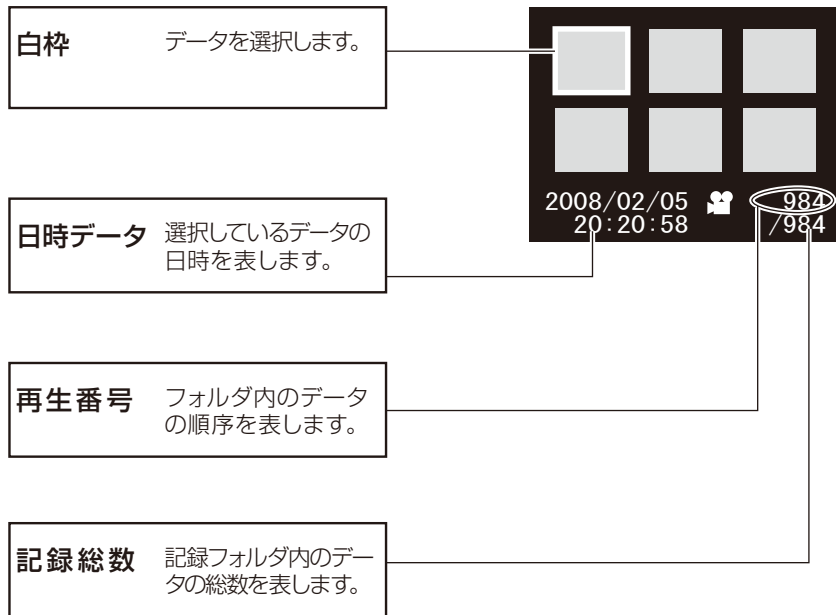 白枠
データを選択します。
2008/02/05
984
20:20:58
/984
日時データ
選択しているデータの
日時を表します。
再生番号
フォルダ内のデータ
の順序を表します。
記録総数
記録フォルダ内のデー
タの総数を表します。